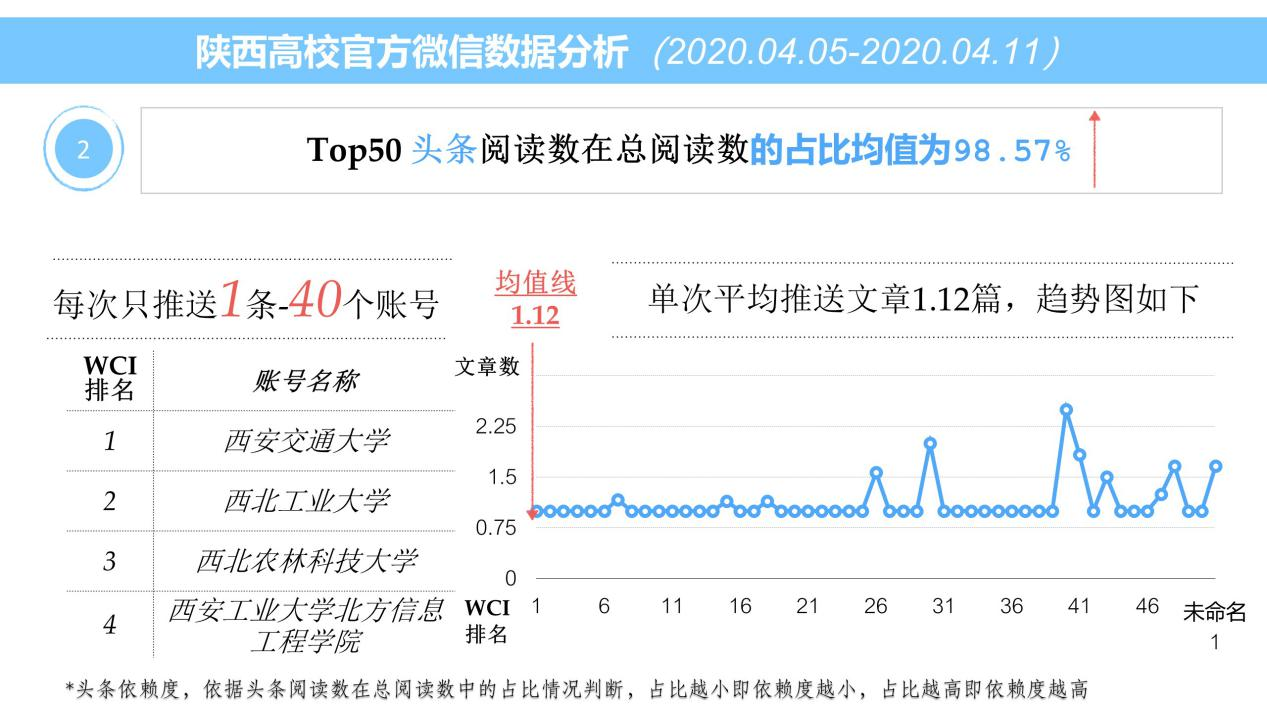 陕西高校官方微信数据分析（2020.04.05-2020.04.11）
2
Top50 头条阅读数在总阅读数的占比均值为98.57%
每次只推送1条-40个账号
均值线
1.12
单次平均推送文章1.12篇，趋势图如下
WCI
排名
账号名称
1
西安交通大学
2
西北工业大学
3
西北农林科技大学
4
西安工业大学北方信息
工程学院
文章数
2.25
1.5
0.75
0
WCI
排名
1 6 11 16 21 26 31 36 41 46 未命名
1
*头条依赖度，依据头条阅读数在总阅读数中的占比情况判断，占比越小即依赖度越小，占比越高即依赖度越高